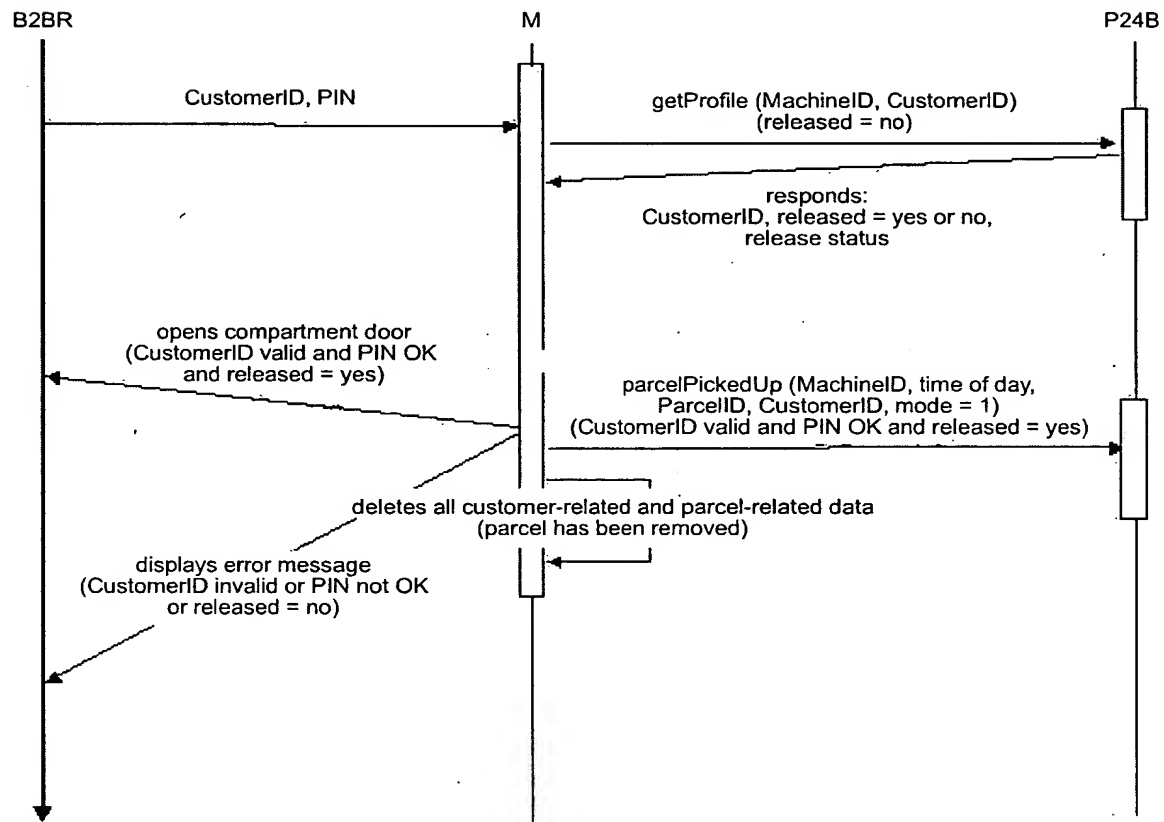 B2BR
M
P24B
CustomerID, PIN
getProfile (MachineID, CustomerID)
(released = no)
responds:
CustomerID, released = yes or no,
release status
opens compartment door
(CustomerID valid and PIN OK
and released = yes)
parcelPickedUp (MachineID, time of day,
ParcelID, CustomerID, mode = 1)
(CustomerID valid and PIN OK and released = yes)
deletes all customer-related and parcel-related data
(parcel has been removed)
displays error message
(CustomerID invalid or PIN not OK
or released = no)